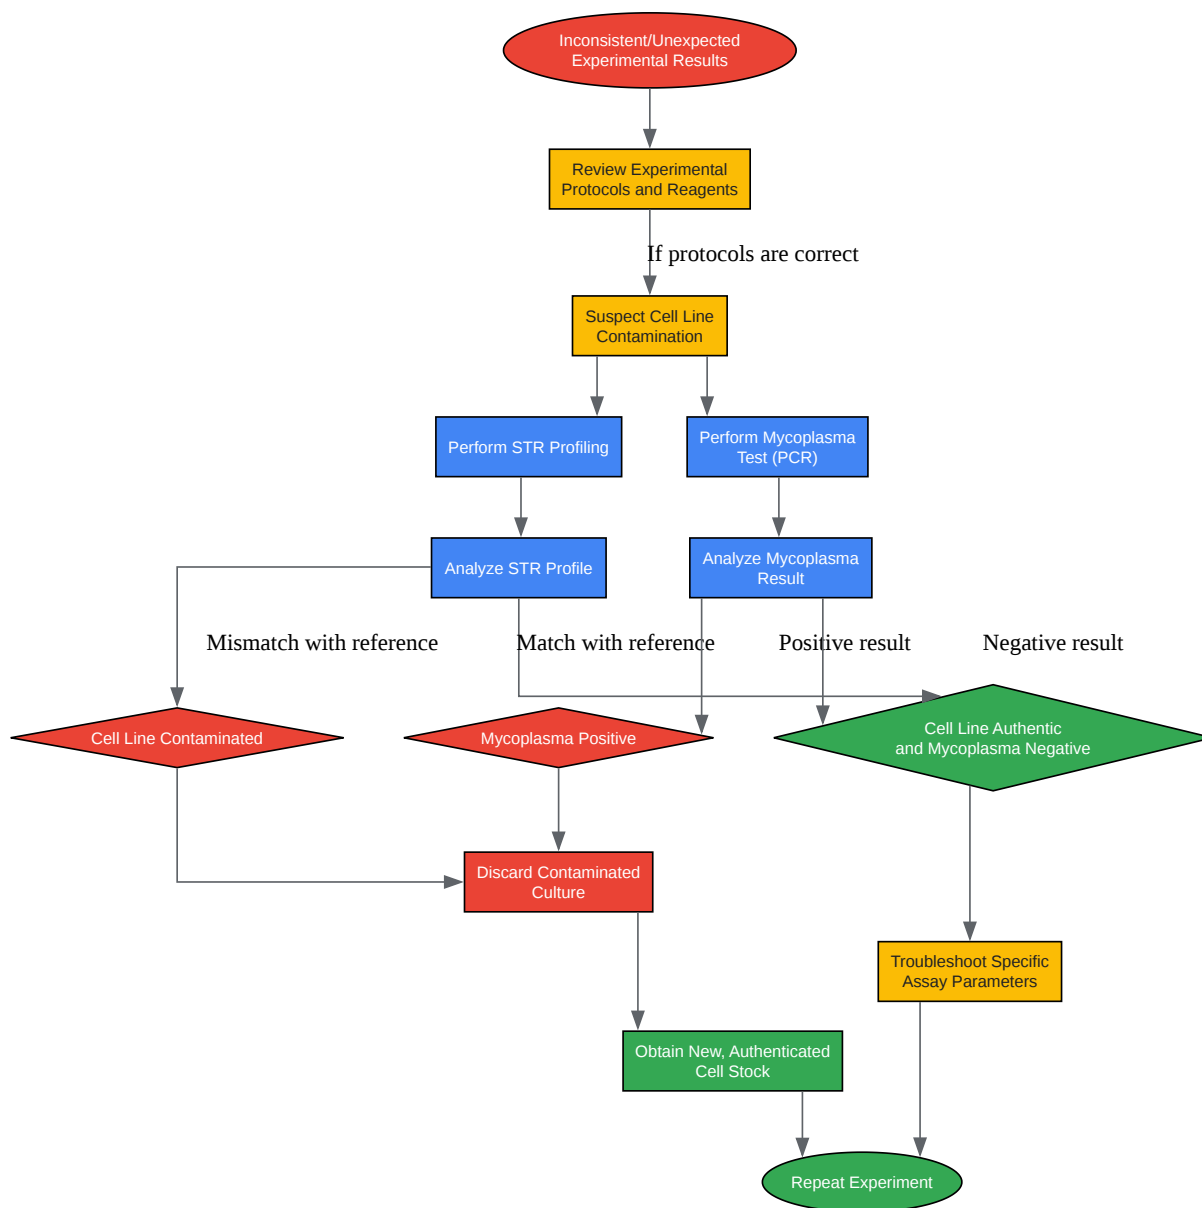 Inconsistent/Unexpected
Experimental Results
Review Experimental
Protocols and Reagents
If protocols are correct
Suspect Cell Line
Contamination
Perform STR Profiling
Perform Mycoplasma
Test (PCR)
Analyze STR Profile
Analyze Mycoplasma
Result
Mismatch with reference
Match with reference
Positive result
Negative result
Cell Line Contaminated
Mycoplasma Positive
Cell Line Authentic
and Mycoplasma Negative
Discard Contaminated
Culture
Troubleshoot Specific
Assay Parameters
Obtain New, Authenticated
Cell Stock
Repeat Experiment